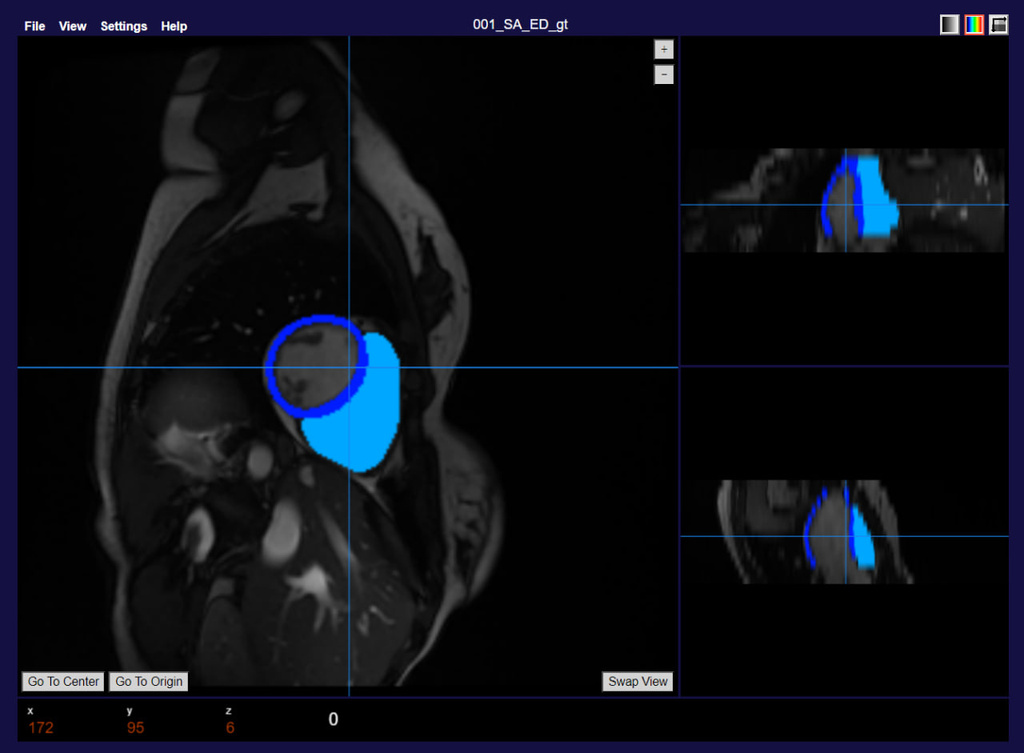 File View Settings Help
001_SA_ED_gt
+
−
Go To Center Go To Origin
Swap View
x y z
172 95 6 0